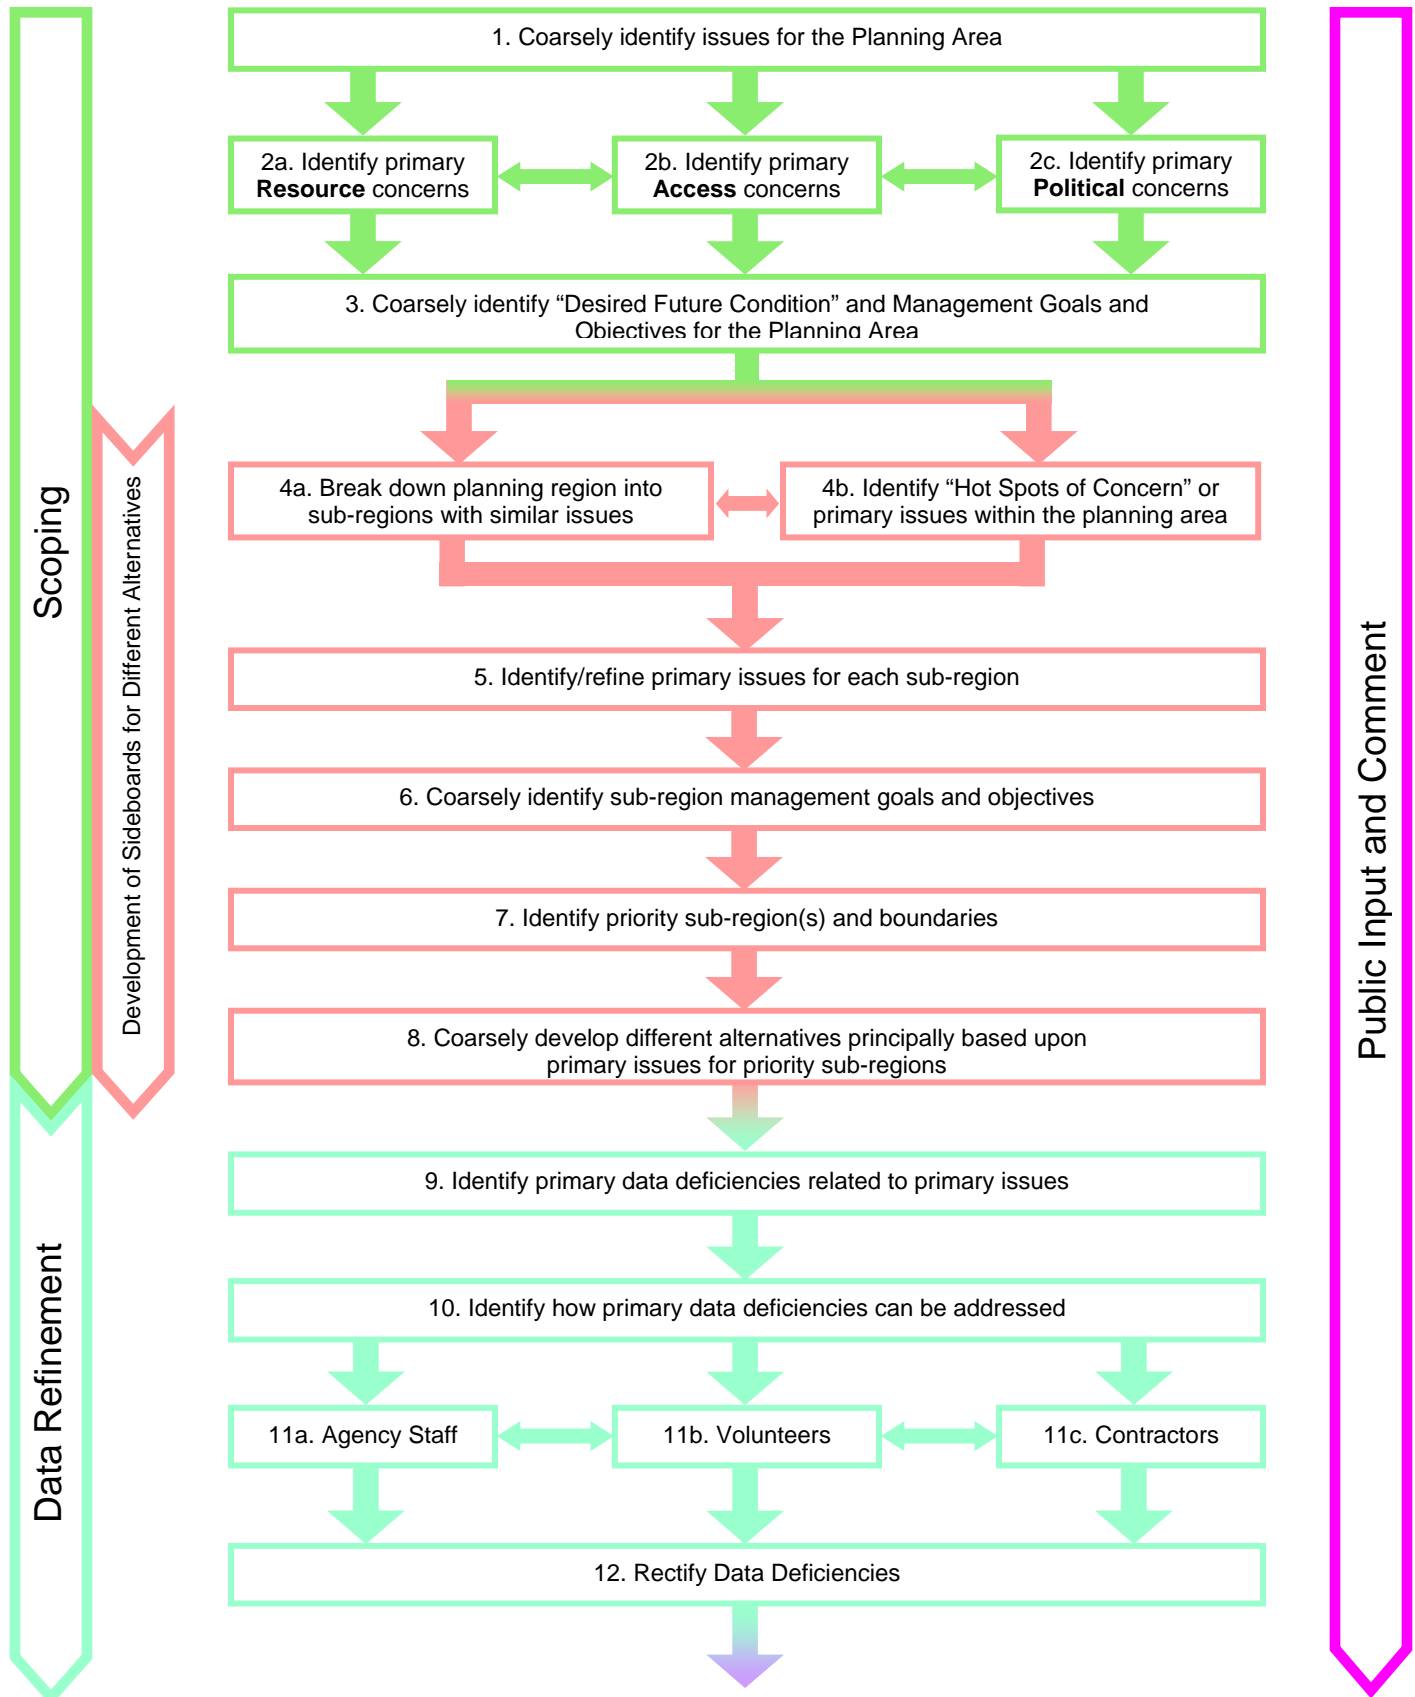 1. Coarsely identify issues for the Planning Area
2a. Identify primary
Resource concerns
2b. Identify primary
Access concerns
2c. Identify primary
Political concerns
3. Coarsely identify “Desired Future Condition” and Management Goals and
Objectives for the Planning Area
4a. Break down planning region into
sub-regions with similar issues
4b. Identify “Hot Spots of Concern” or
primary issues within the planning area
5. Identify/refine primary issues for each sub-region
6. Coarsely identify sub-region management goals and objectives
7. Identify priority sub-region(s) and boundaries
8. Coarsely develop different alternatives principally based upon
primary issues for priority sub-regions
9. Identify primary data deficiencies related to primary issues
10. Identify how primary data deficiencies can be addressed
11a. Agency Staff
11b. Volunteers
11c. Contractors
12. Rectify Data Deficiencies
Scoping
Development of Sideboards for Different Alternatives
Data Refinement
Public Input and Comment